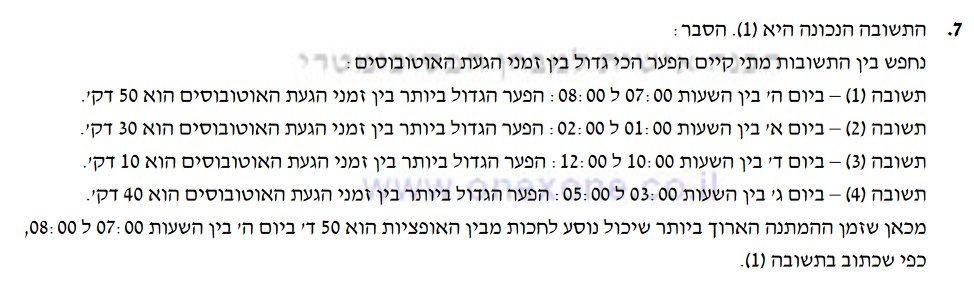 7. התשובה הנכונה היא (1). הסבר:
נחפש בין התשובות מתי קיים הפער הכי גדול בין זמני הגעת האוטובוסים:
תשובה (1) – ביום ה׳ בין השעות 07:00 ל 08:00: הפער הגדול ביותר בין זמני הגעת האוטובוסים הוא 50 דק׳.
תשובה (2) – ביום א׳ בין השעות 01:00 ל 02:00: הפער הגדול ביותר בין זמני הגעת האוטובוסים הוא 30 דק׳.
תשובה (3) – ביום ד׳ בין השעות 10:00 ל 12:00: הפער הגדול ביותר בין זמני הגעת האוטובוסים הוא 10 דק׳.
www.onexone.co.il
תשובה (4) – ביום ג׳ בין השעות 03:00 ל 05:00: הפער הגדול ביותר בין זמני הגעת האוטובוסים הוא 40 דק׳.
מכאן שזמן ההמתנה הארוך ביותר שיכול נוסע לחכות מבין האופציות הוא 50 ד׳ ביום ה׳ בין השעות 07:00 ל 08:00,
כפי שכתוב בתשובה (1).